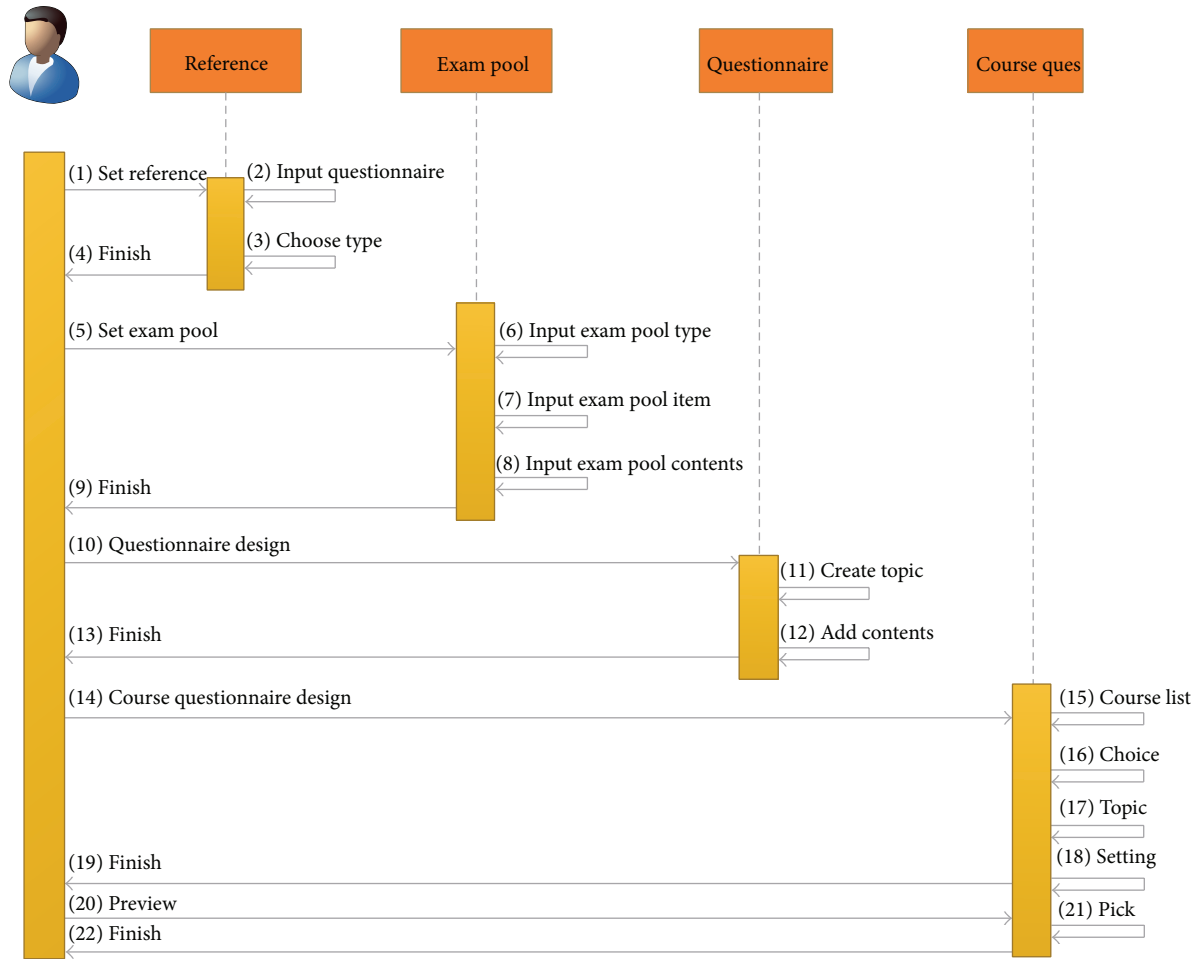 Reference
Exam pool
Questionnaire
Course ques
(1) Set reference
(2) Input questionnaire
(3) Choose type
(4) Finish
(5) Set exam pool
(6) Input exam pool type
(7) Input exam pool item
(8) Input exam pool contents
(9) Finish
(10) Questionnaire design
(11) Create topic
(12) Add contents
(13) Finish
(14) Course questionnaire design
(15) Course list
(16) Choice
(17) Topic
(18) Setting
(19) Finish
(20) Preview
(21) Pick
(22) Finish